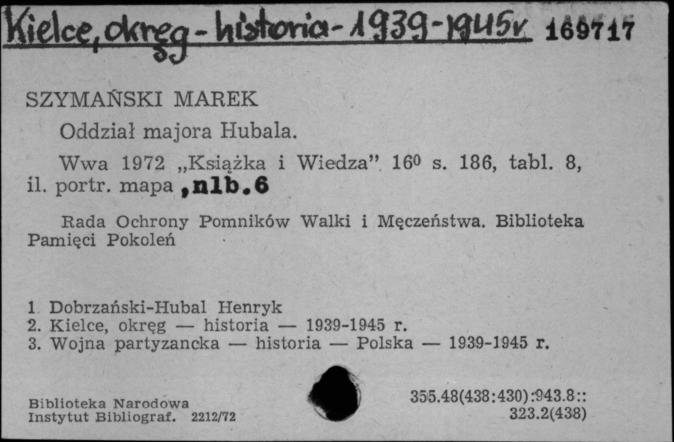 Kielce, okręg - historia - 1939-1945r. 169717
SZYMAŃSKI MAREK
Oddział majora Hubala.
Wwa 1972 „Książka i Wiedza” 16⁰ s. 186, tabl. 8,
il. portr. mapa ,nlb.6
Rada Ochrony Pomników Walki i Męczeństwa. Biblioteka
Pamięci Pokoleń
1 Dobrzański-Hubal Henryk
2. Kielce, okręg — historia — 1939-1945 r.
3. Wojna partyzancka — historia — Polska — 1939-1945 r.
Biblioteka Narodowa
Instytut Bibliograf. 2212/72
355.48(438:430):943.8::
323.2(438)